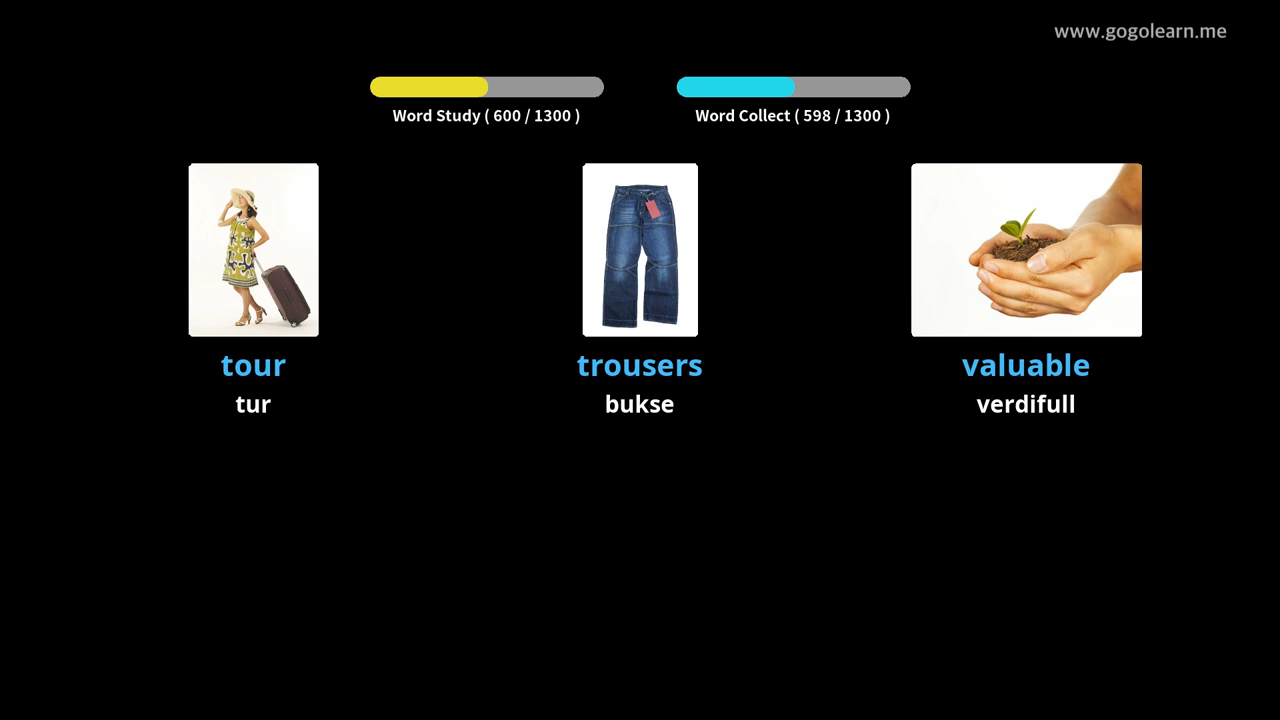 www.gogolearn.me
Word Study ( 600 / 1300 )
Word Collect ( 598 / 1300 )
tour
tur
trousers
bukse
valuable
verdifull